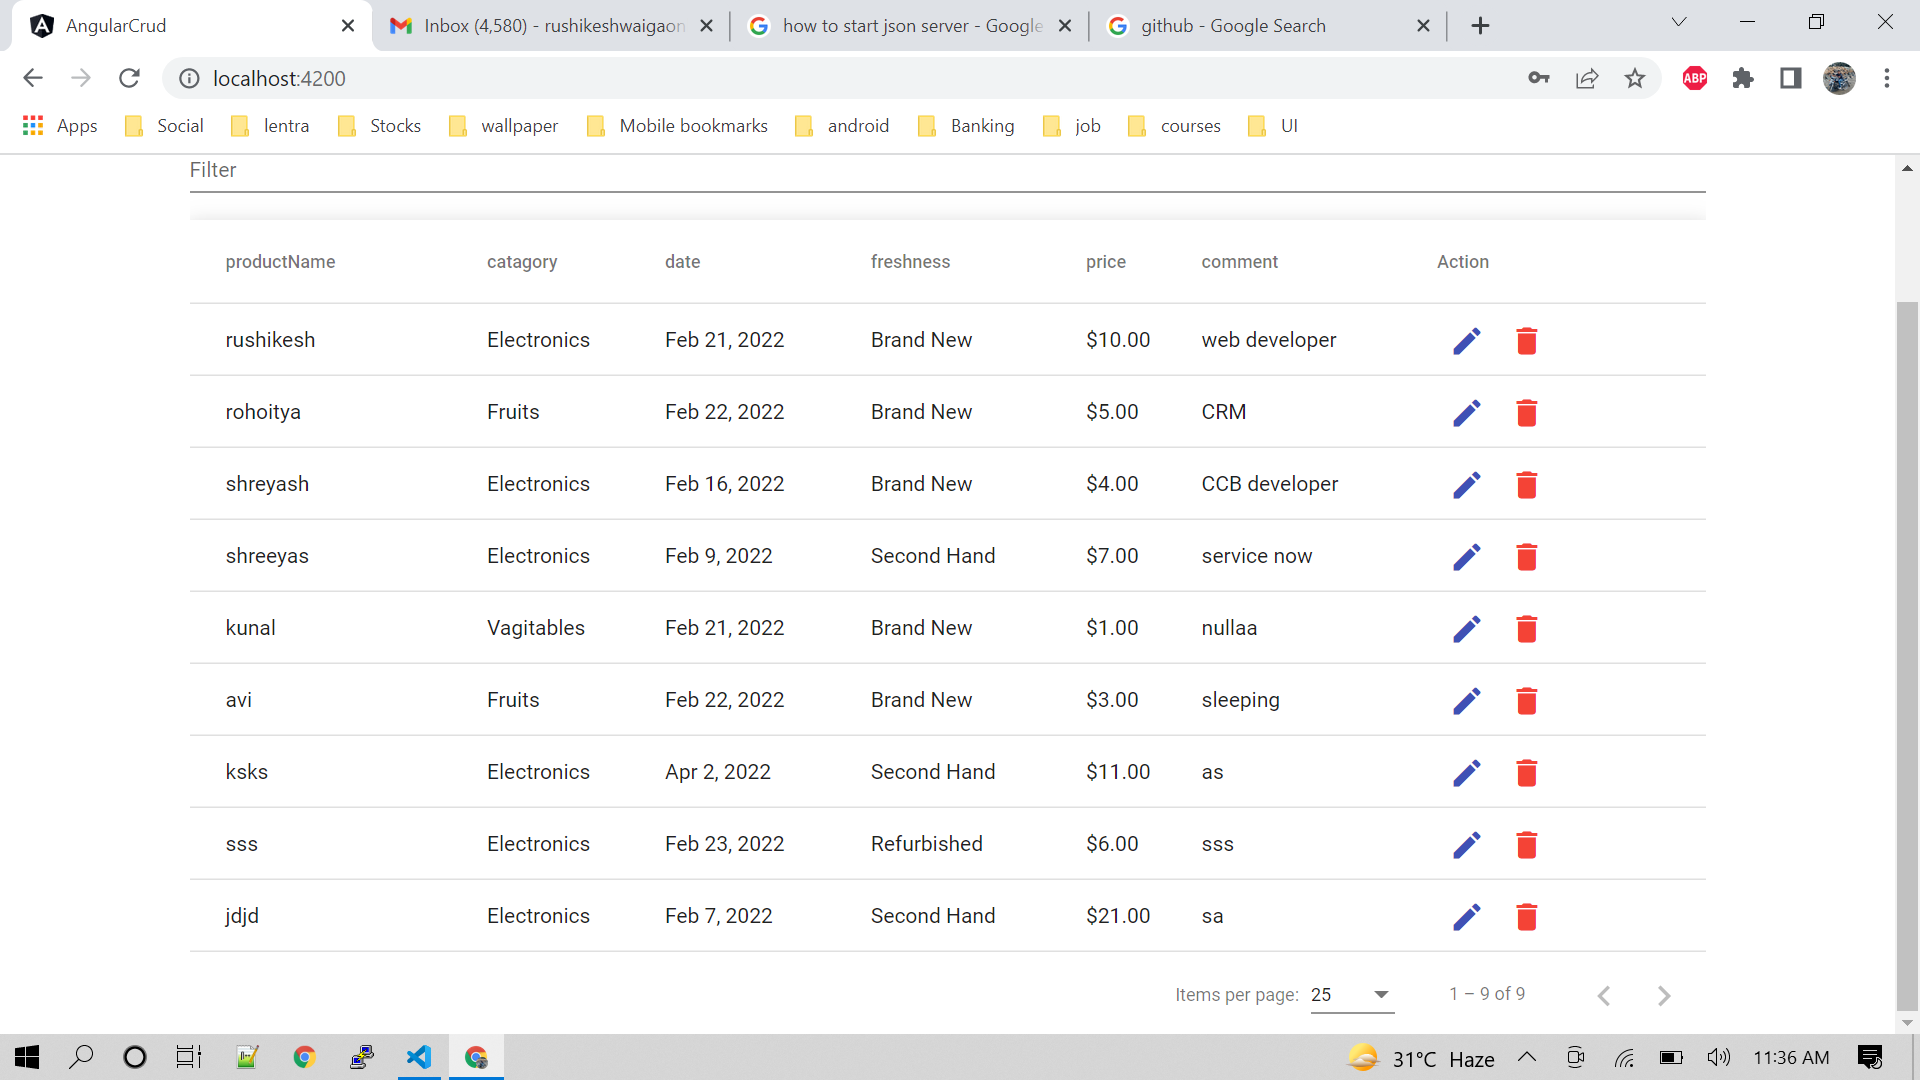 AngularCrud Inbox (4,580) - rushikeshwaigaon how to start json server - Google github - Google Search
localhost:4200 ABP
Apps Social lentra Stocks wallpaper Mobile bookmarks android Banking job courses UI
Filter
productName catagory date freshness price comment Action
rushikesh Electronics Feb 21, 2022 Brand New $10.00 web developer
rohoitya Fruits Feb 22, 2022 Brand New $5.00 CRM
shreyash Electronics Feb 16, 2022 Brand New $4.00 CCB developer
shreeyas Electronics Feb 9, 2022 Second Hand $7.00 service now
kunal Vagitables Feb 21, 2022 Brand New $1.00 nullaa
avi Fruits Feb 22, 2022 Brand New $3.00 sleeping
ksks Electronics Apr 2, 2022 Second Hand $11.00 as
sss Electronics Feb 23, 2022 Refurbished $6.00 sss
jdjd Electronics Feb 7, 2022 Second Hand $21.00 sa
Items per page: 25 1 – 9 of 9
31°C Haze 11:36 AM